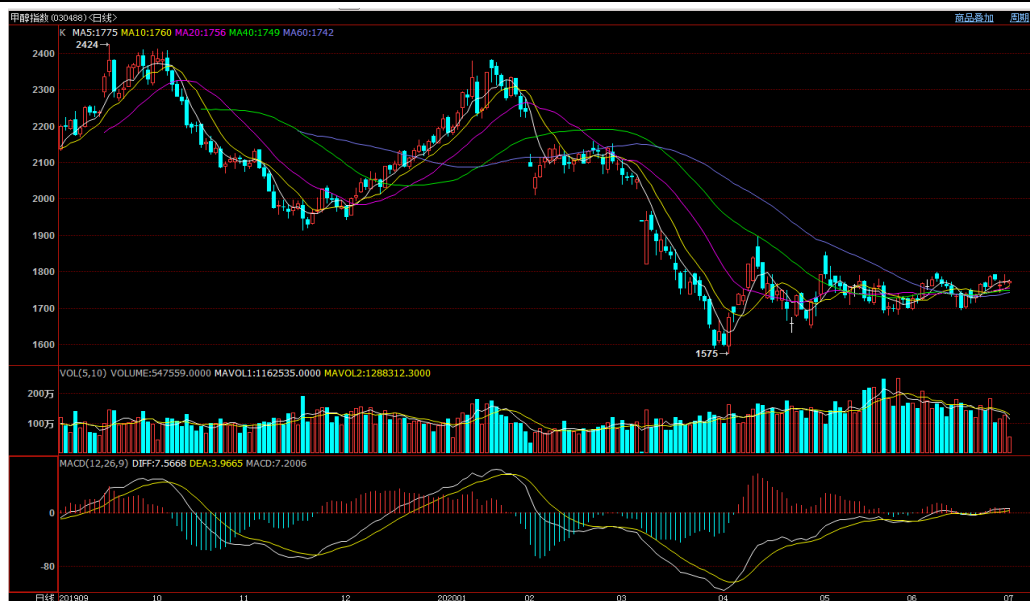 甲醇指数(030488)<日线> 商品叠加 周期
K MA5:1775 MA10:1760 MA20:1756 MA40:1749 MA60:1742
2424→
2400
2300
2200
2100
2000
1900
1800
1700
1600
1575→
VOL(5,10) VOLUME:547559.0000 MAVOL1:1162535.0000 MAVOL2:1288312.3000
200万
100万
MACD(12,26,9) DIFF:7.5668 DEA:3.9665 MACD:7.2006
0
-80
日线 201909 10 11 12 202001 02 03 04 05 06 07